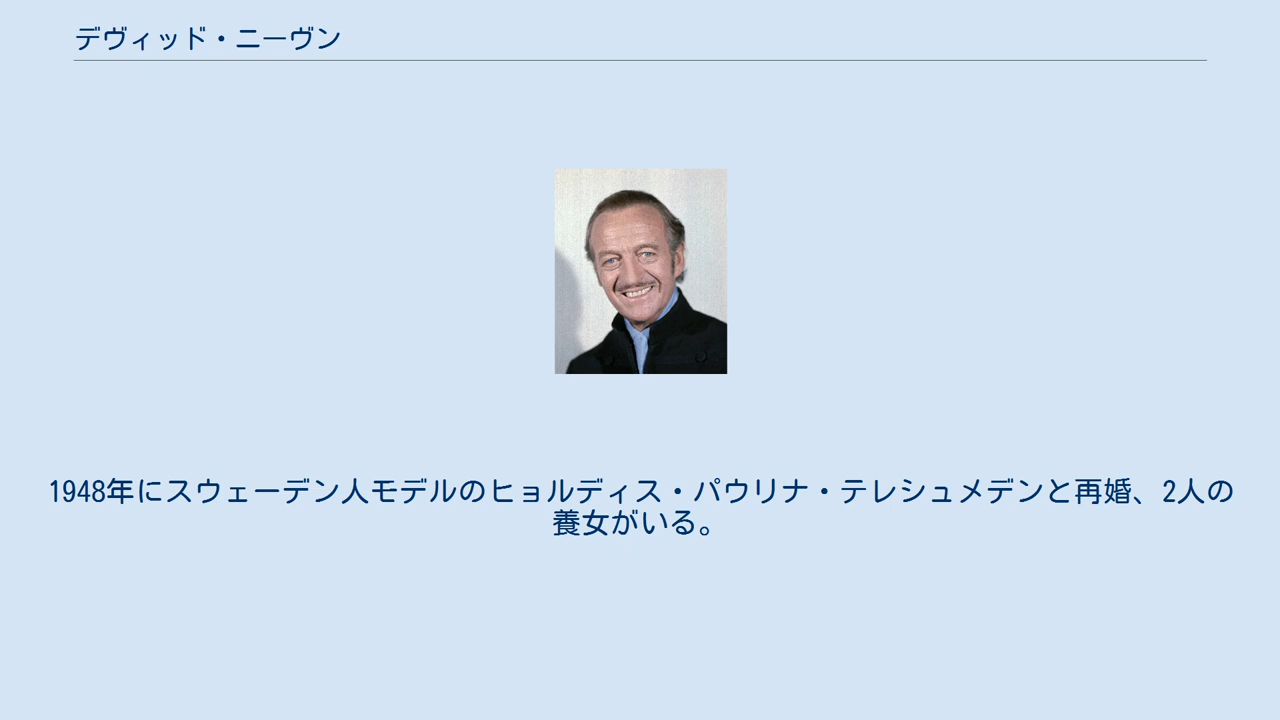 デヴィッド・ニーヴン
1948年にスウェーデン人モデルのヒョルディス・パウリナ・テレシュメデンと再婚、2人の
養女がいる。